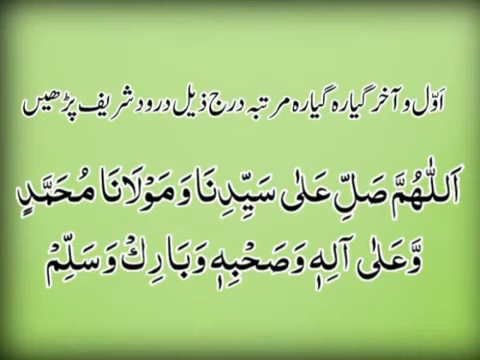 اوّل و آخر گیارہ گیارہ مرتبہ درج ذیل درود شریف پڑھیں
اَللّٰهُمَّ صَلِّ عَلٰى سَيِّدِنَا وَمَوْلَانَا مُحَمَّدٍ
وَّعَلٰى آلِهٖ وَصَحْبِهٖ وَبَارِكْ وَسَلِّمْ